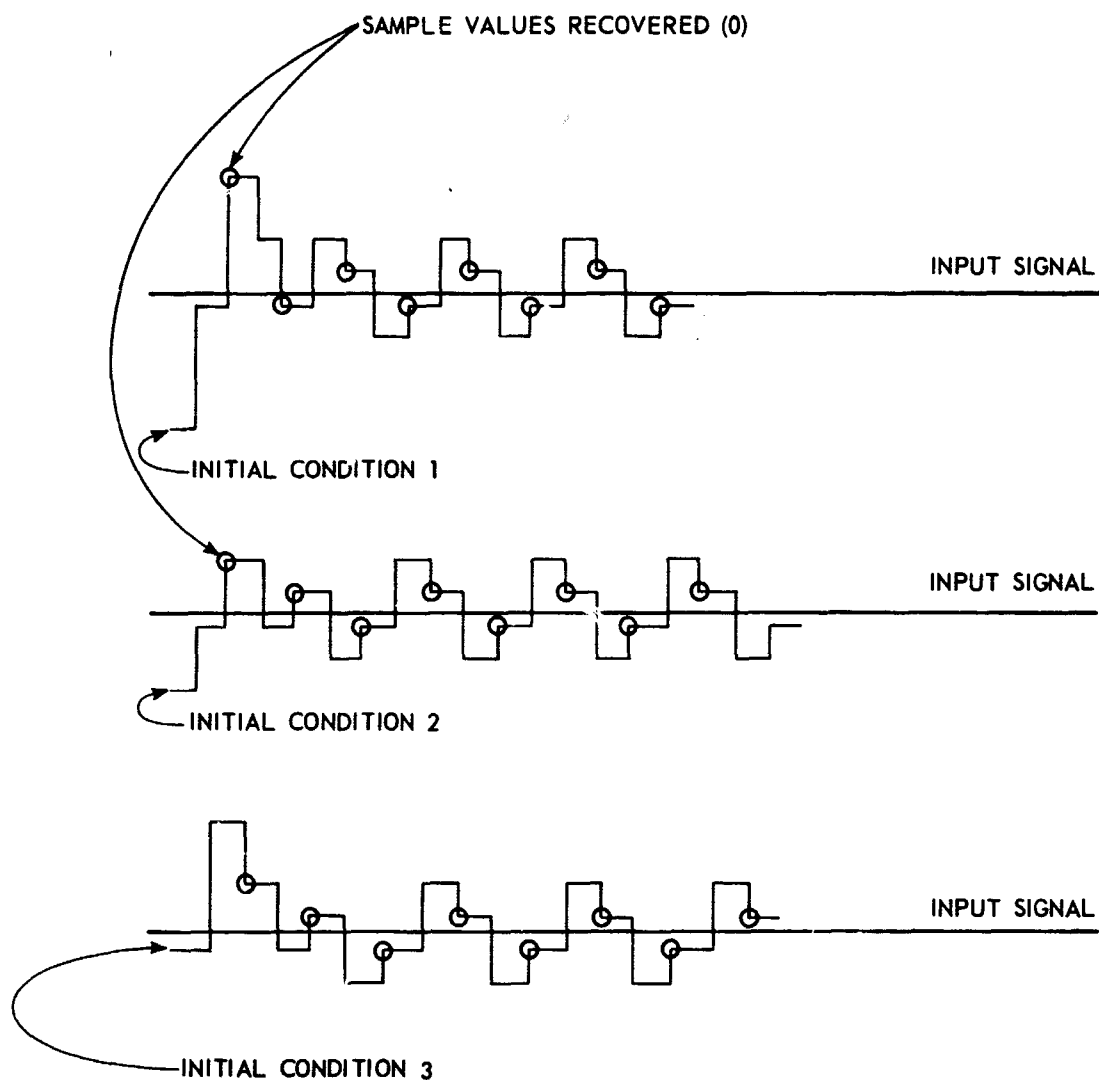 SAMPLE VALUES RECOVERED (0)
INPUT SIGNAL
INITIAL CONDITION 1
INPUT SIGNAL
INITIAL CONDITION 2
INPUT SIGNAL
INITIAL CONDITION 3